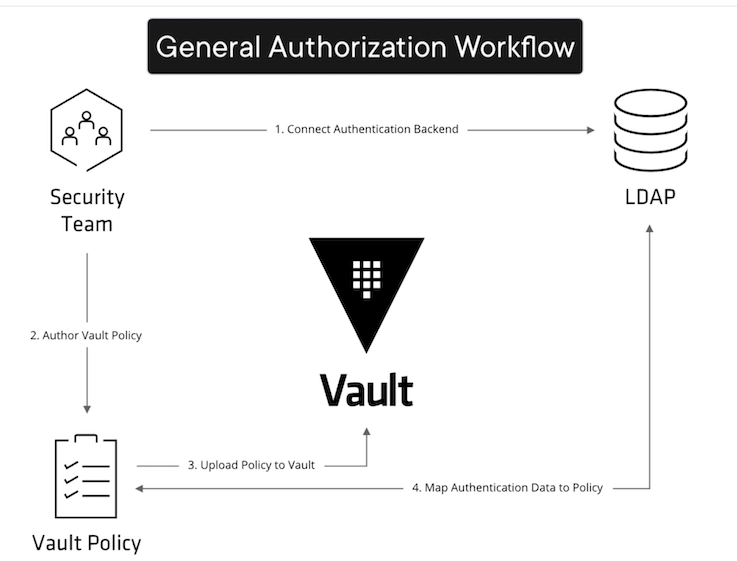 General Authorization Workflow
1. Connect Authentication Backend
Security
Team
LDAP
2. Author Vault Policy
Vault
3. Upload Policy to Vault
4. Map Authentication Data to Policy
Vault Policy